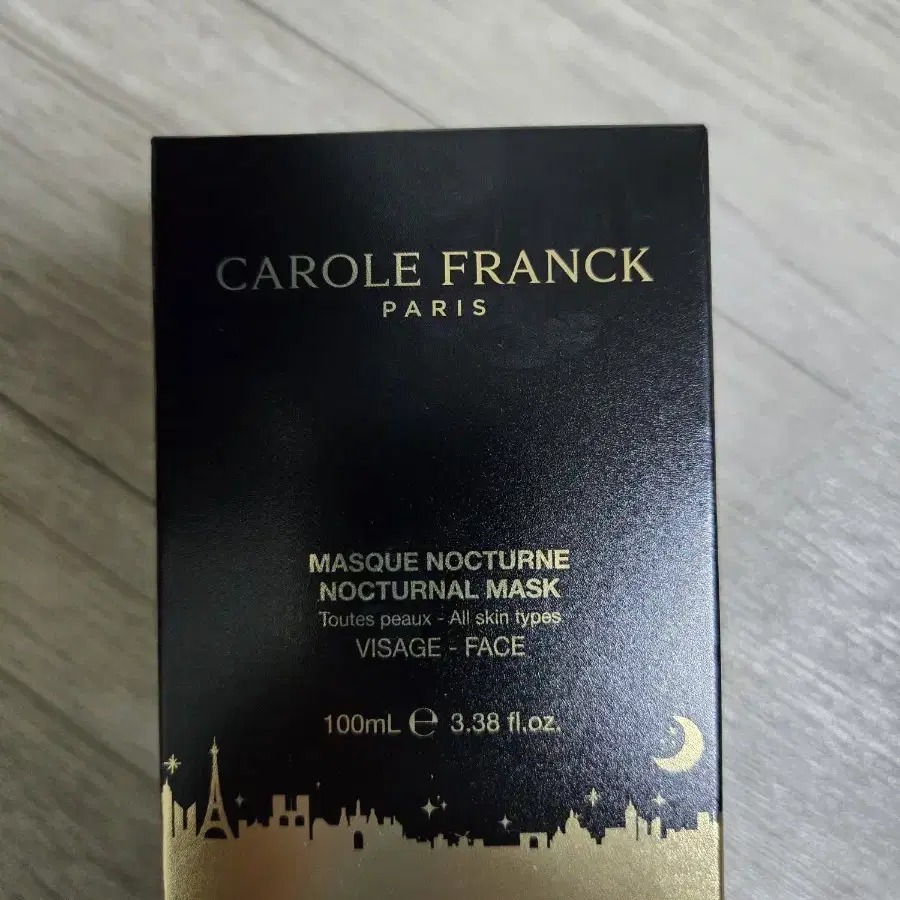 CAROLE FRANCK
PARIS
MASQUE NOCTURNE
NOCTURNAL MASK
Toutes peaux - All skin types
VISAGE - FACE
100mL ℮ 3.38 fl.oz.